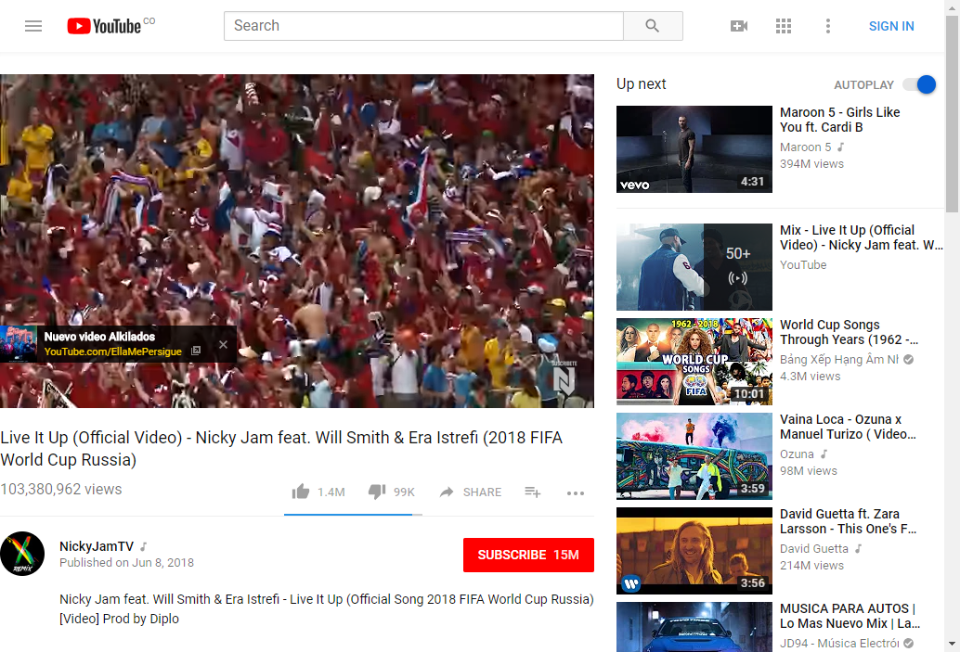 YouTube CO
Search
SIGN IN
Nuevo video Alkilados
YouTube.com/EllaMePersigue
SUSCRIBETE
N
Live It Up (Official Video) - Nicky Jam feat. Will Smith & Era Istrefi (2018 FIFA
World Cup Russia)
103,380,962 views
1.4M
99K
SHARE
REMIX
NickyJamTV
Published on Jun 8, 2018
SUBSCRIBE 15M
Nicky Jam feat. Will Smith & Era Istrefi - Live It Up (Official Song 2018 FIFA World Cup Russia)
[Video] Prod by Diplo
Up next
AUTOPLAY
vevo
4:31
Maroon 5 - Girls Like
You ft. Cardi B
Maroon 5
394M views
50+
Mix - Live It Up (Official
Video) - Nicky Jam feat. W...
YouTube
1962 - 2018
WORLD CUP
SONGS
FIFA
10:01
World Cup Songs
Through Years (1962 -...
Bảng Xếp Hạng Âm Nh
4.3M views
3:59
Vaina Loca - Ozuna x
Manuel Turizo ( Video...
Ozuna
98M views
W
3:56
David Guetta ft. Zara
Larsson - This One's F...
David Guetta
214M views
MUSICA PARA AUTOS |
Lo Mas Nuevo Mix | La...
JD94 - Música Electrón